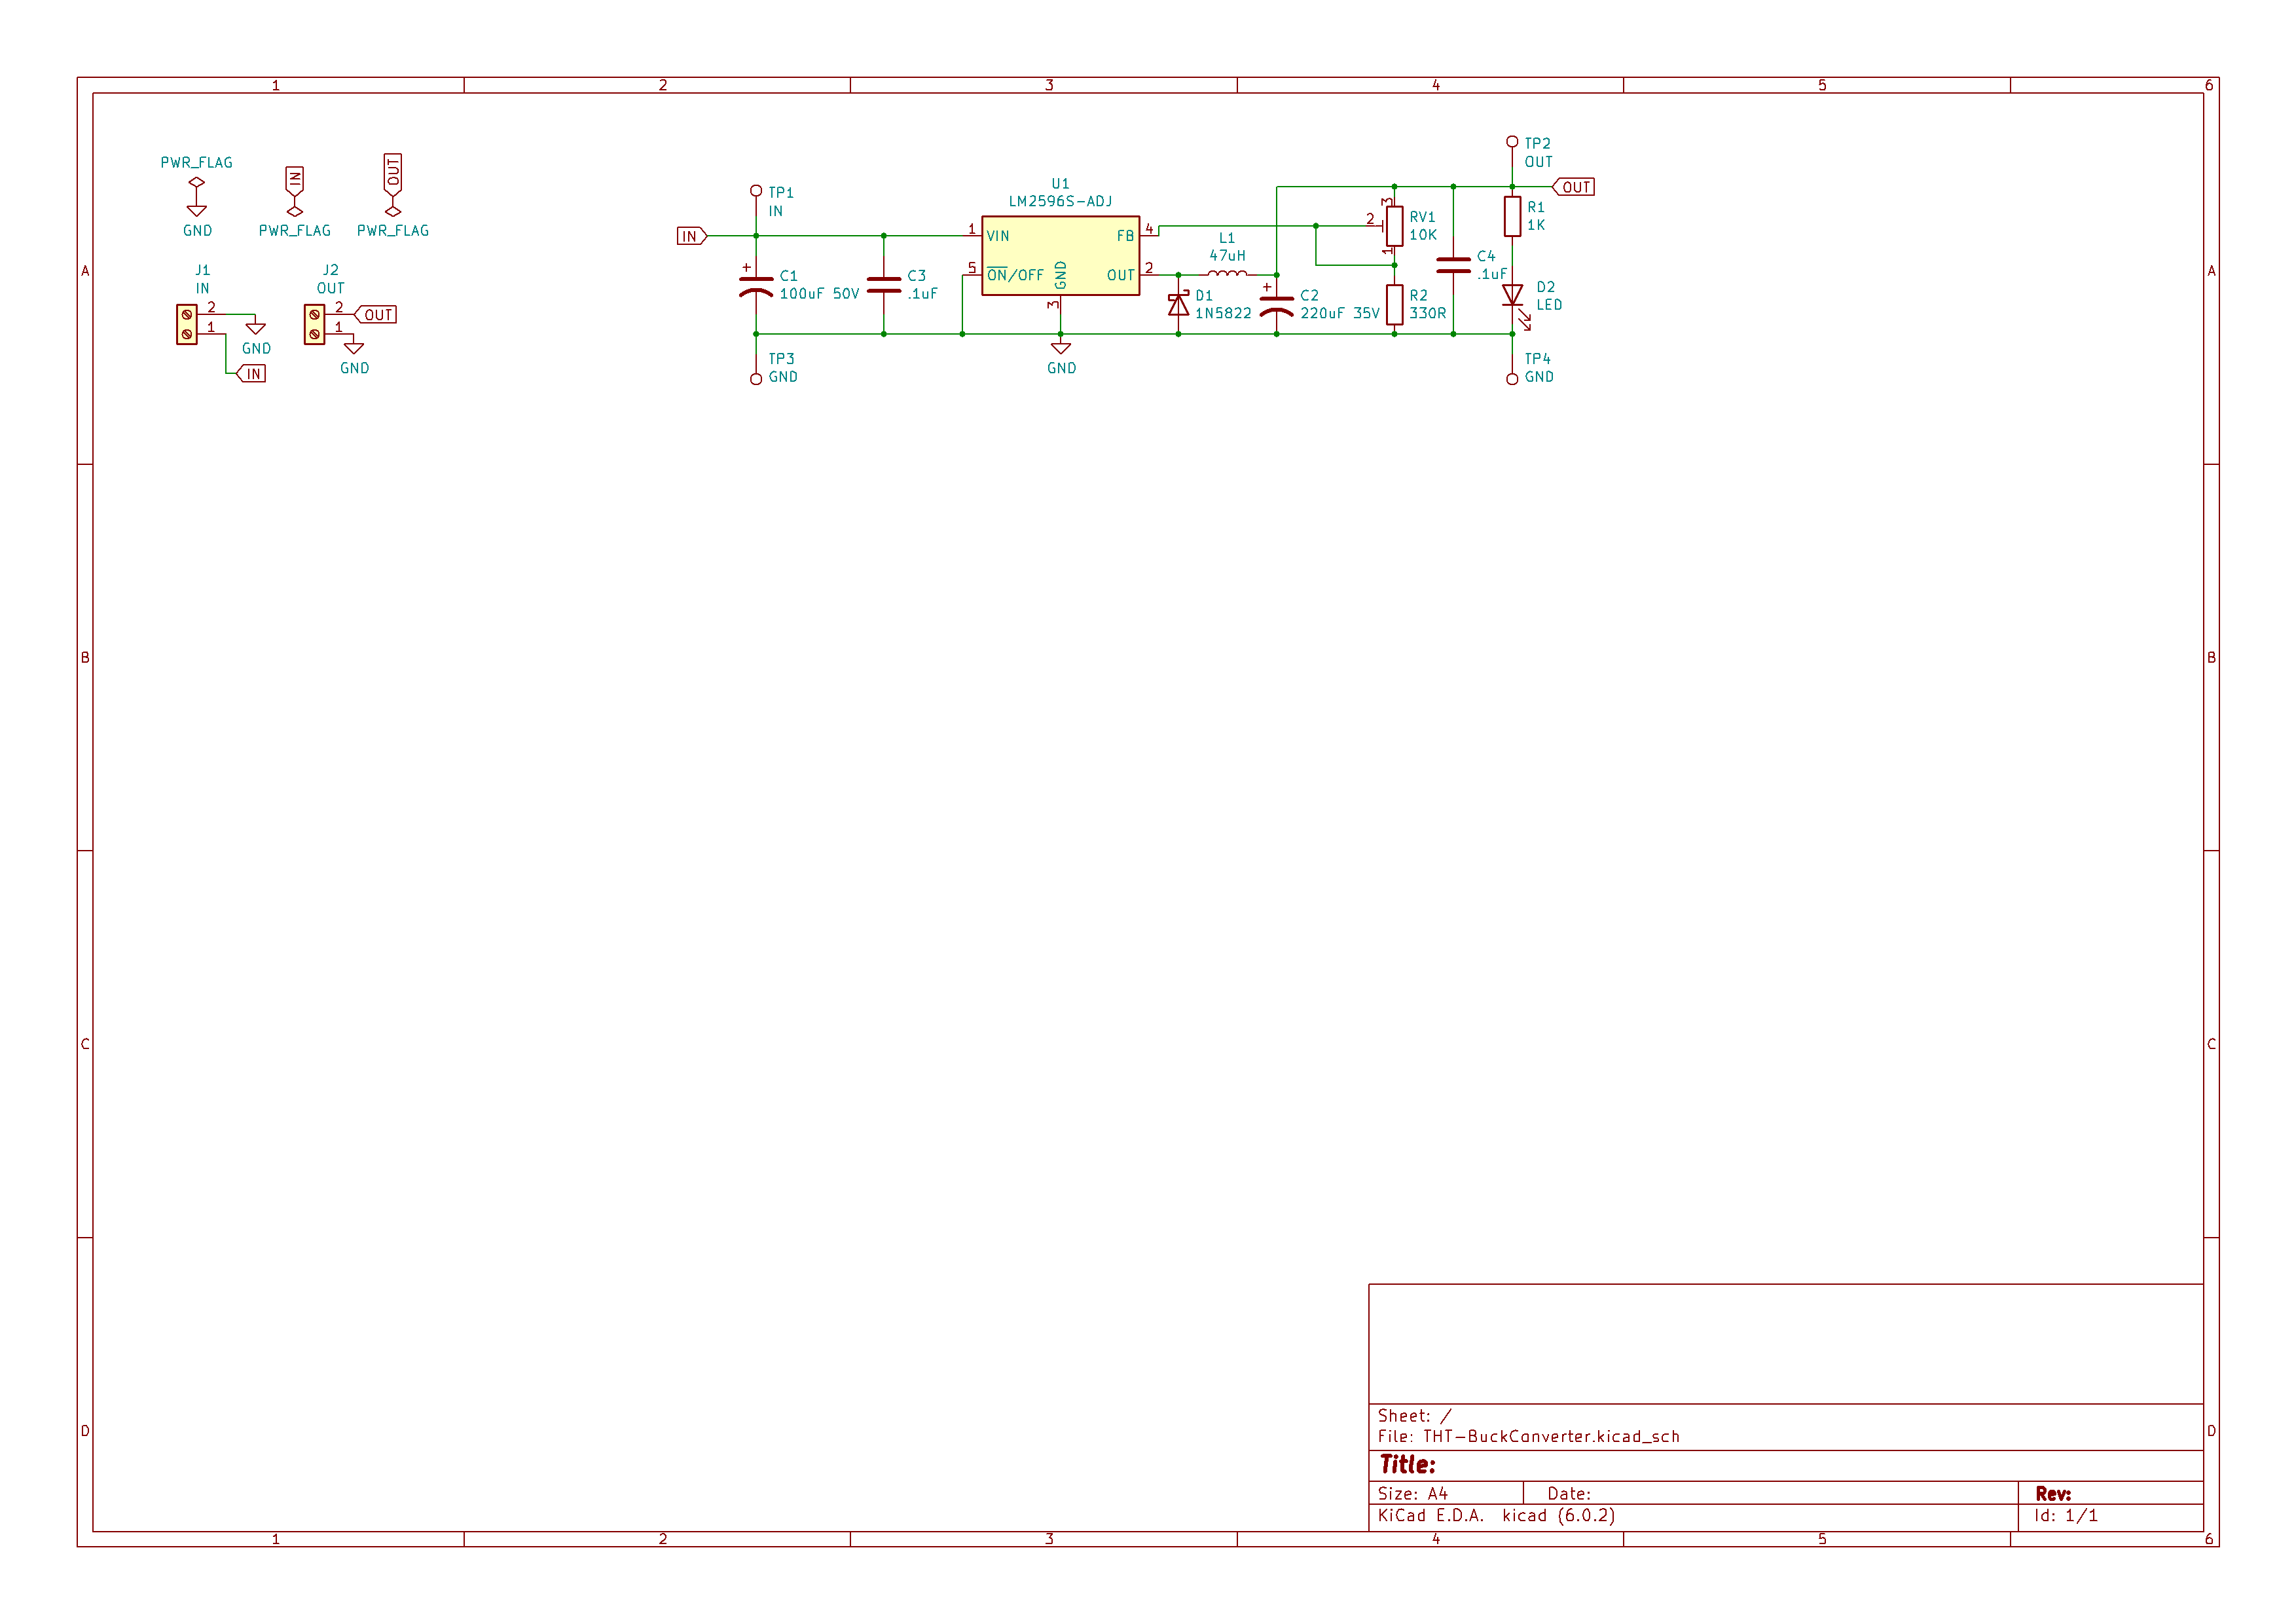 1 2 3 4 5 6
A
A
B
B
C
C
D
D
PWR_FLAG
GND
IN
PWR_FLAG
OUT
PWR_FLAG
J1
IN
2
1
GND
IN
J2
OUT
2
1
OUT
GND
IN
TP1
IN
C1
100uF 50V
+
C3
.1uF
TP3
GND
U1
LM2596S-ADJ
1
VIN
5
ON/OFF
GND
3
FB
4
OUT
2
GND
D1
1N5822
L1
47uH
+
C2
220uF 35V
3
2
1
RV1
10K
R2
330R
C4
.1uF
TP2
OUT
OUT
R1
1K
D2
LED
TP4
GND
Sheet: /
File: THT-BuckConverter.kicad_sch
Title:
Size: A4
Date:
Rev:
KiCad E.D.A. kicad (6.0.2)
Id: 1/1
1 2 3 4 5 6